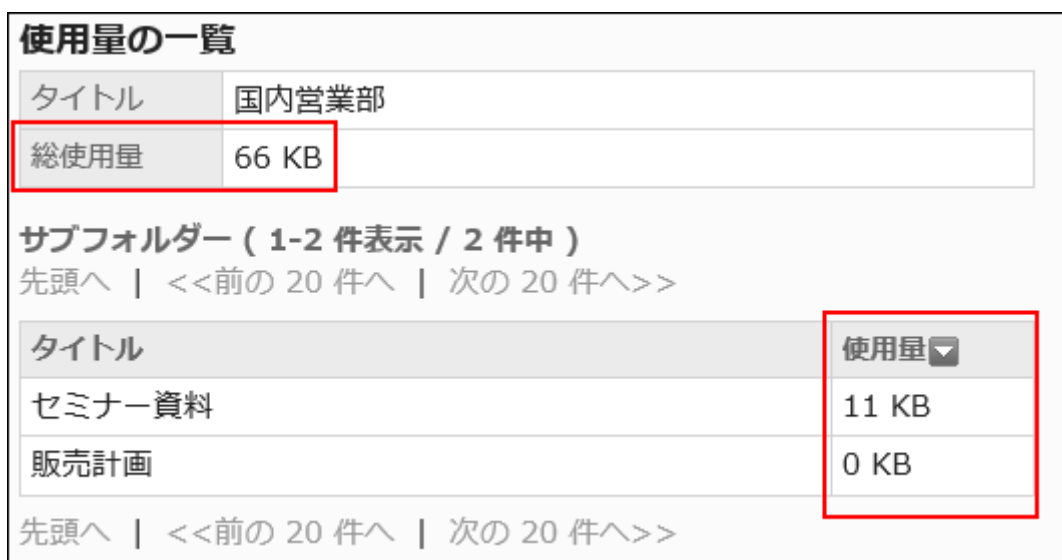 使用量の一覧
タイトル 国内営業部
総使用量 66 KB
サブフォルダー ( 1-2 件表示 / 2 件中 )
先頭へ | <<前の 20 件へ | 次の 20 件へ>>
タイトル 使用量
セミナー資料 11 KB
販売計画 0 KB
先頭へ | <<前の 20 件へ | 次の 20 件へ>>